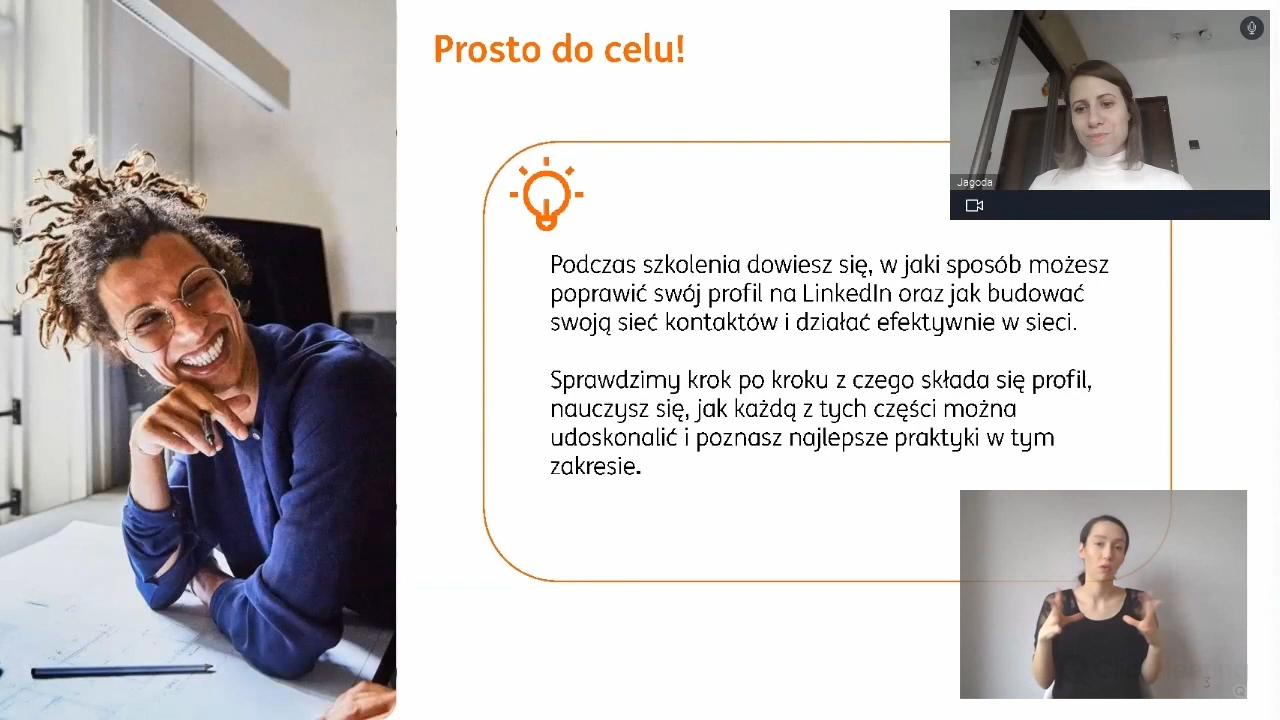 Prosto do celu!
Jagoda
Podczas szkolenia dowiesz się, w jaki sposób możesz
poprawić swój profil na LinkedIn oraz jak budować
swoją sieć kontaktów i działać efektywnie w sieci.
Sprawdzimy krok po kroku z czego składa się profil,
nauczysz się, jak każdą z tych części można
udoskonalić i poznasz najlepsze praktyki w tym
zakresie.
3